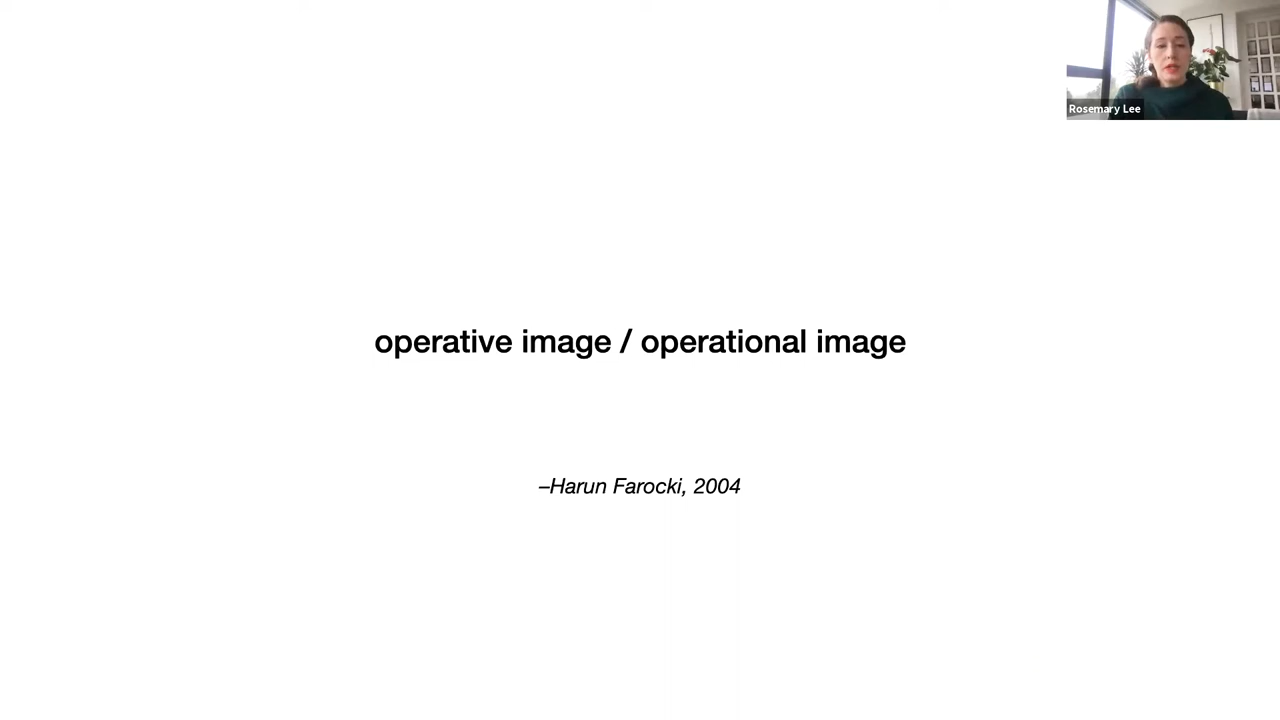 Rosemary Lee
operative image / operational image
–Harun Farocki, 2004